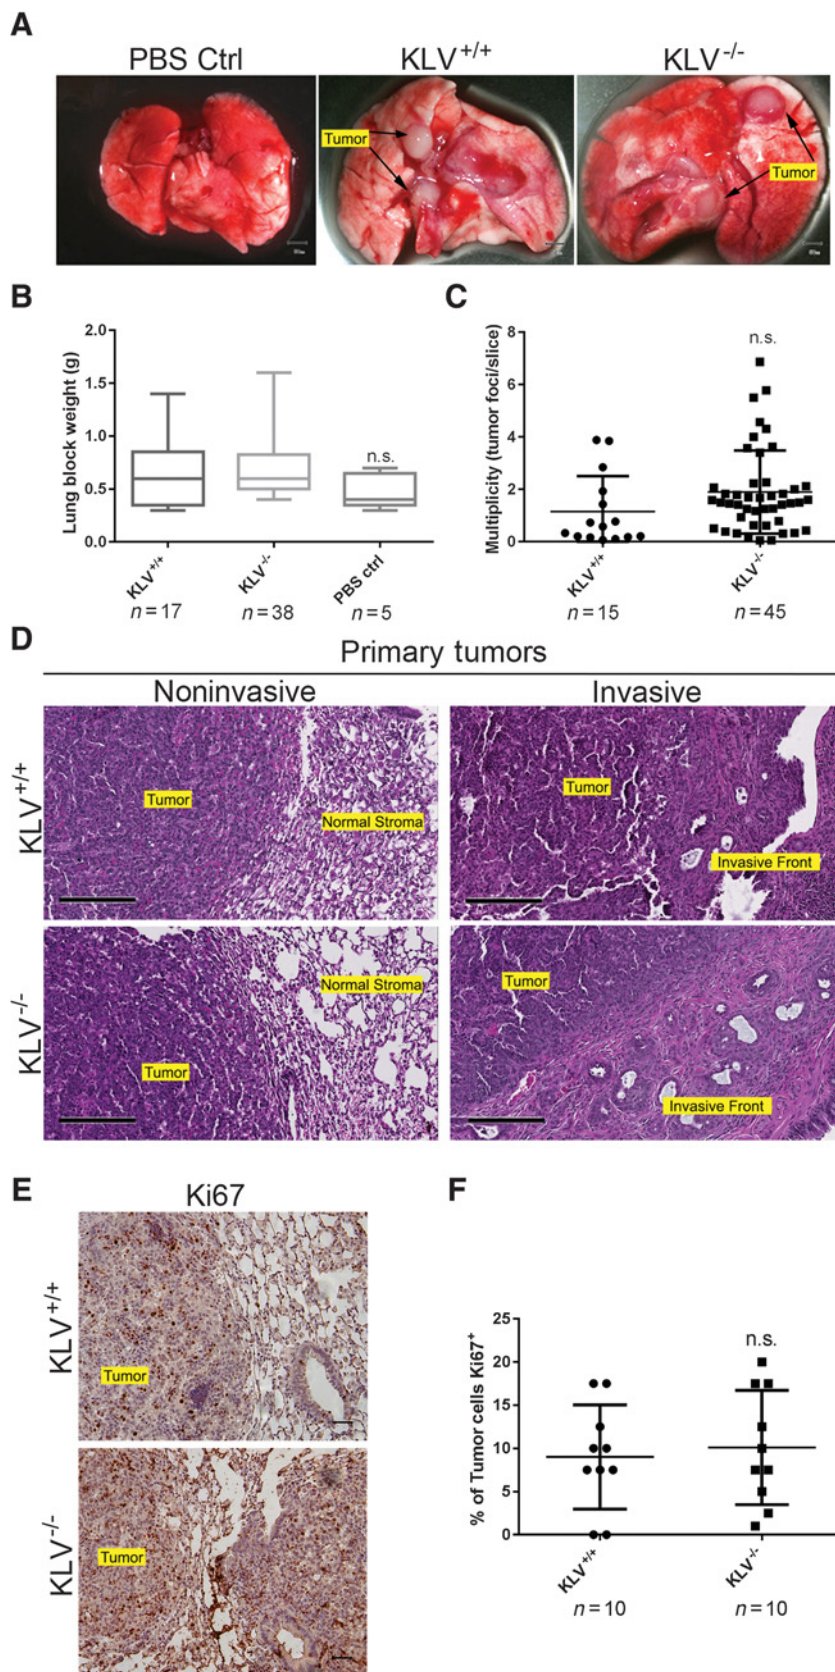 A
PBS Ctrl
KLV+/+
KLV-/-
Tumor
Tumor
B
Lung block weight (g)
2.0
1.5
1.0
0.5
0.0
n.s.
KLV+/+
KLV-/-
PBS ctrl
n = 17
n = 38
n = 5
C
Multiplicity (tumor foci/slice)
8
6
4
2
0
n.s.
KLV+/+
KLV-/-
n = 15
n = 45
D
Primary tumors
Noninvasive
Invasive
KLV+/+
Tumor
Normal Stroma
Tumor
Invasive Front
KLV-/-
Tumor
Normal Stroma
Tumor
Invasive Front
E
Ki67
KLV+/+
Tumor
KLV-/-
Tumor
F
% of Tumor cells Ki67+
25
20
15
10
5
0
n.s.
KLV+/+
KLV-/-
n = 10
n = 10